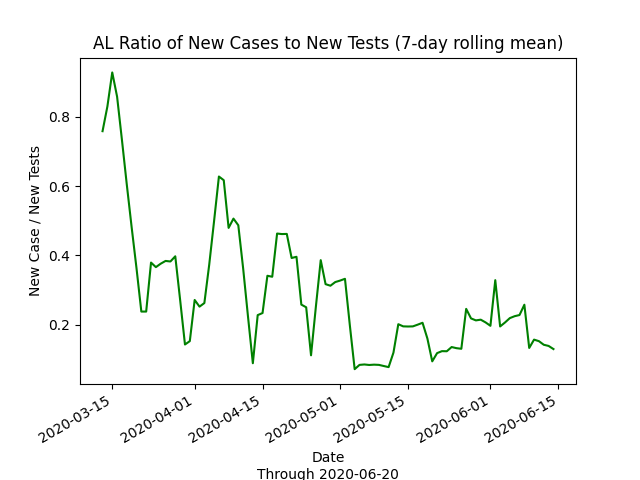 AL Ratio of New Cases to New Tests (7-day rolling mean)
New Case / New Tests
0.8
0.6
0.4
0.2
2020-03-15
2020-04-01
2020-04-15
2020-05-01
2020-05-15
2020-06-01
2020-06-15
Date
Through 2020-06-20